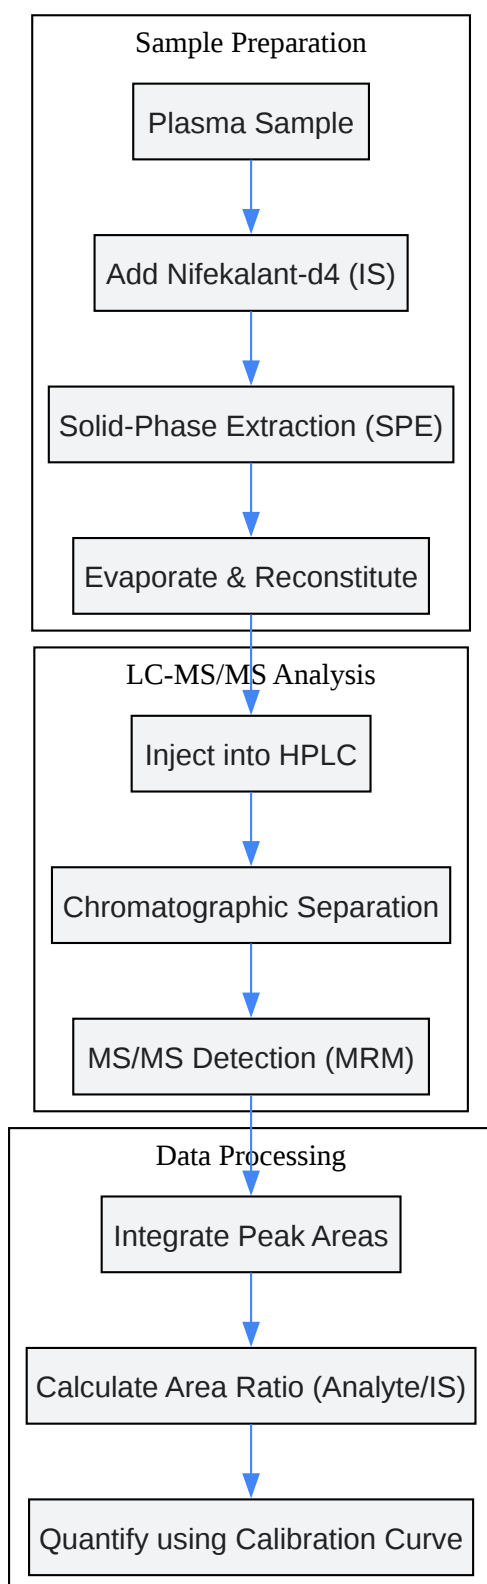 Sample Preparation
Plasma Sample
Add Nifekalant-d4 (IS)
Solid-Phase Extraction (SPE)
Evaporate & Reconstitute
LC-MS/MS Analysis
Inject into HPLC
Chromatographic Separation
MS/MS Detection (MRM)
Data Processing
Integrate Peak Areas
Calculate Area Ratio (Analyte/IS)
Quantify using Calibration Curve